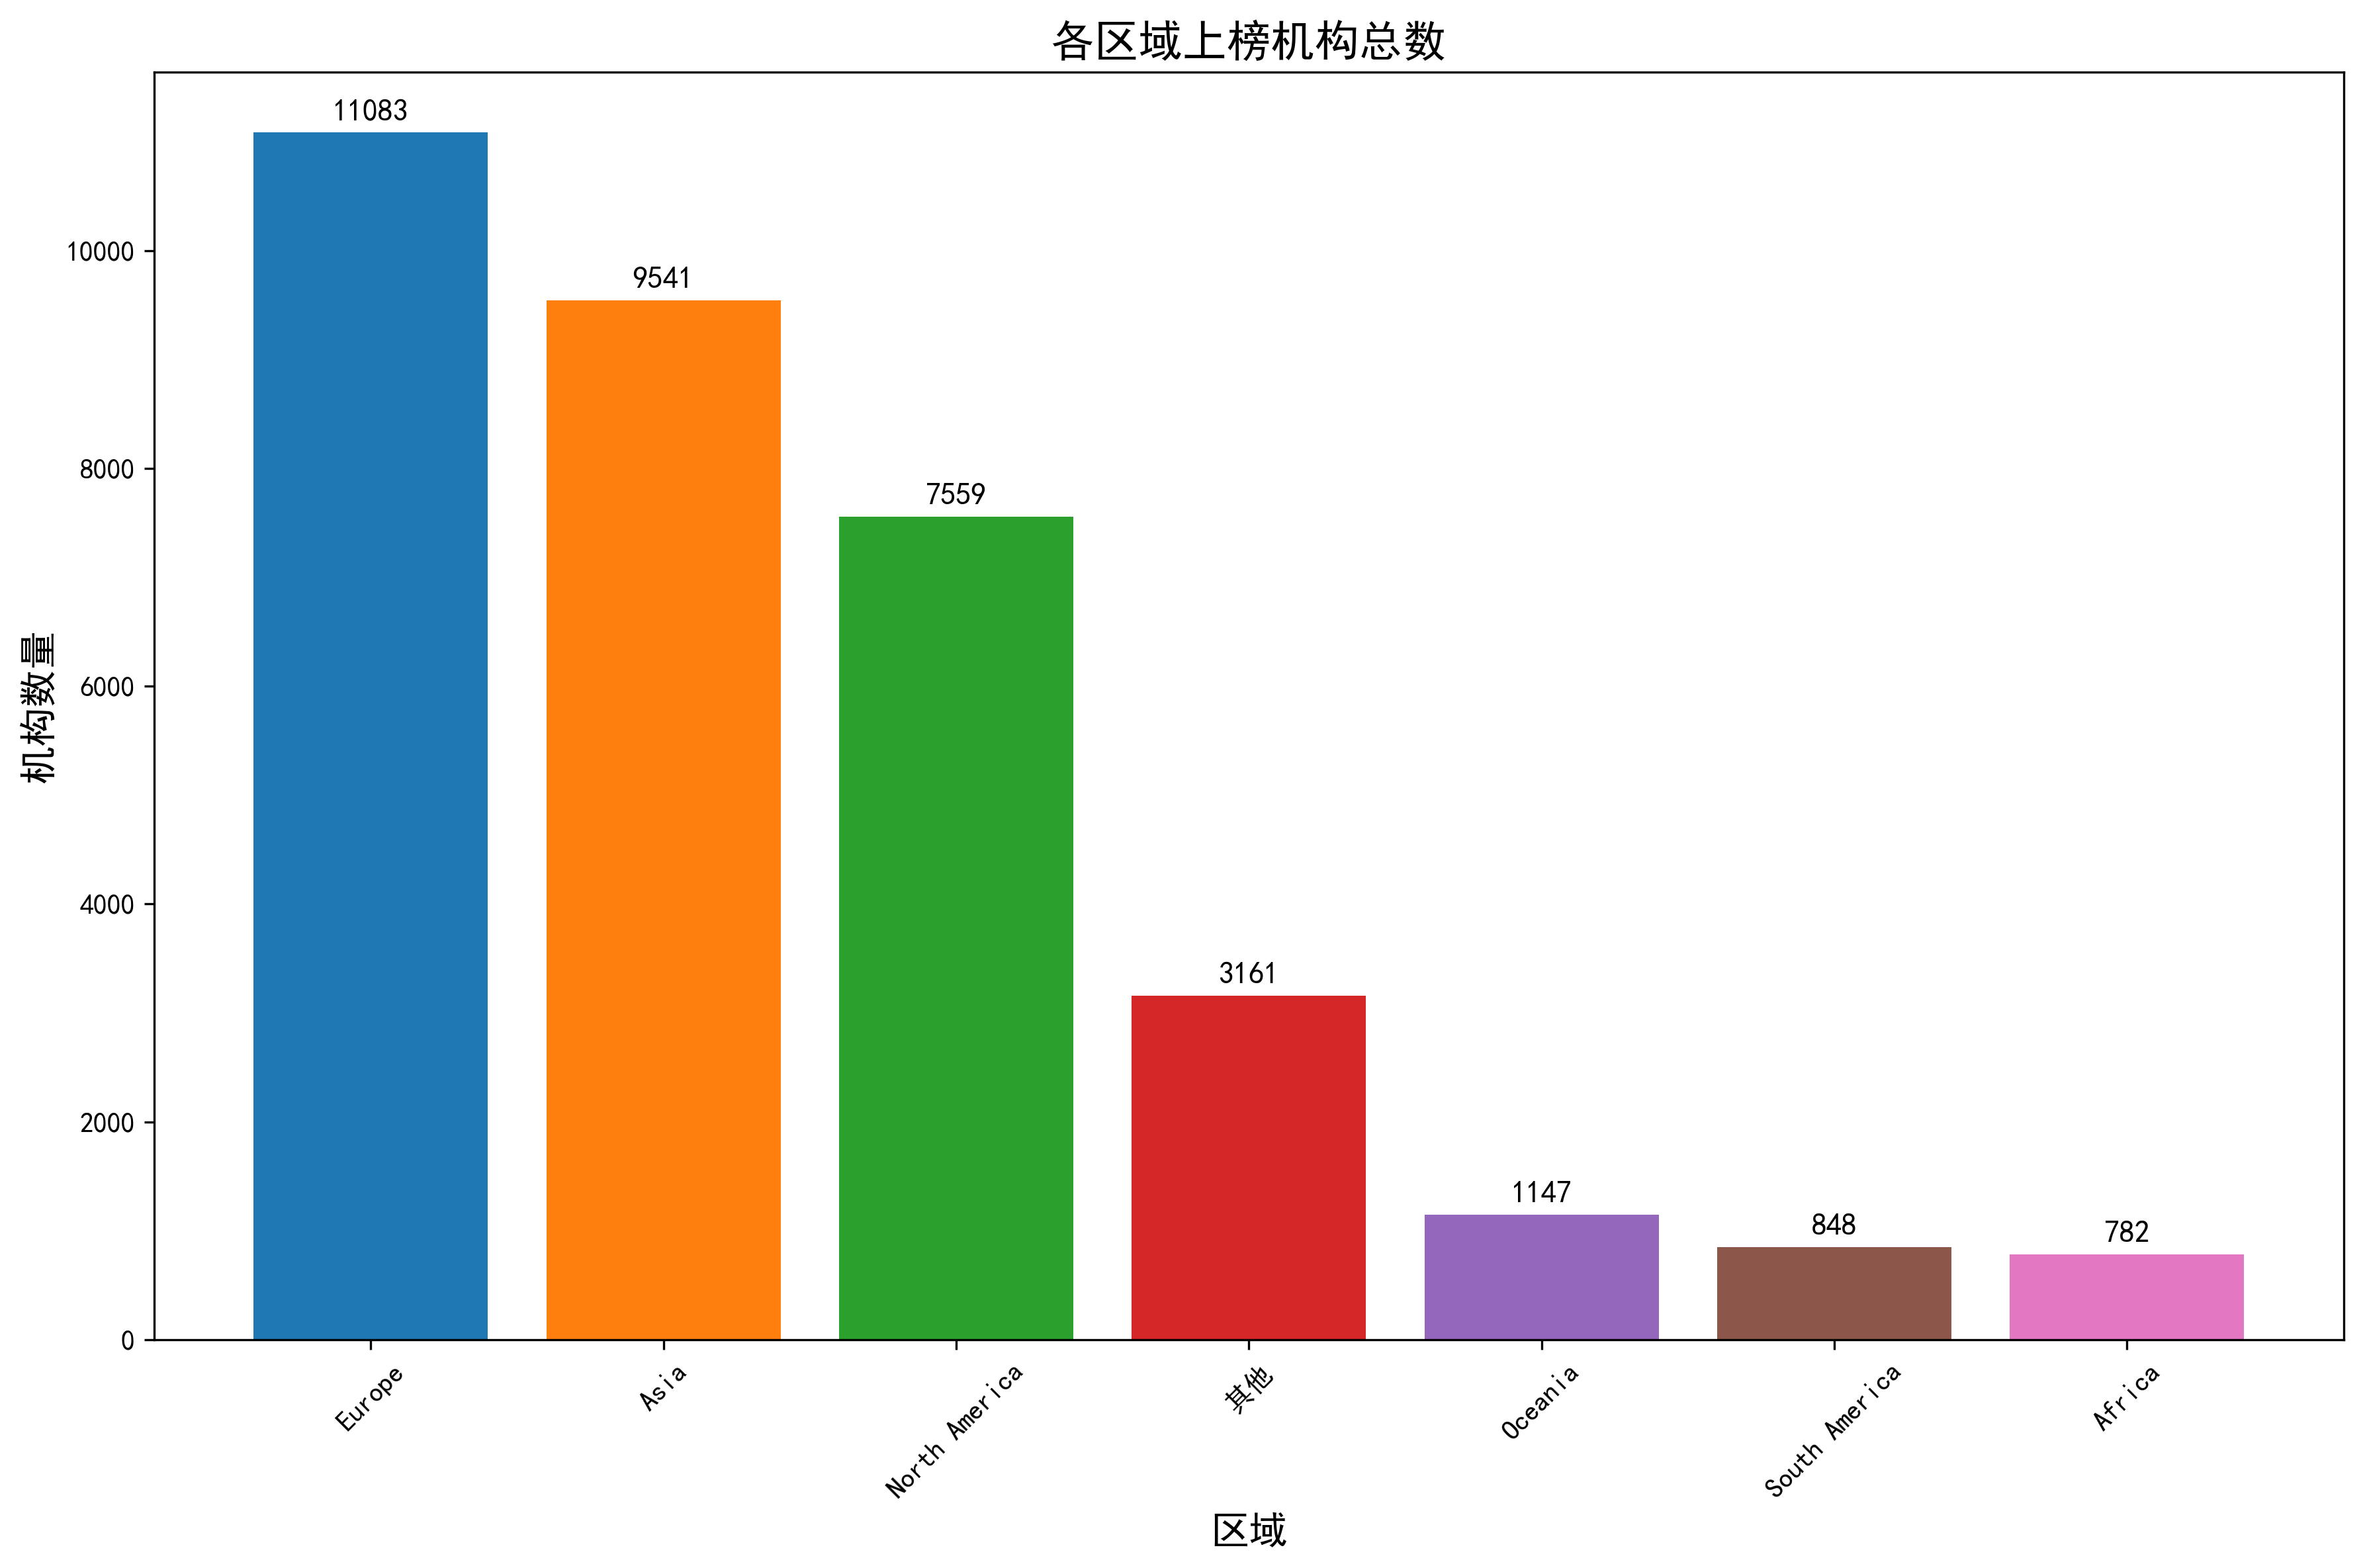 各区域上榜机构总数
机构数量
10000
8000
6000
4000
2000
0
11083
9541
7559
3161
1147
848
782
Europe
Asia
North America
其他
Oceania
South America
Africa
区域